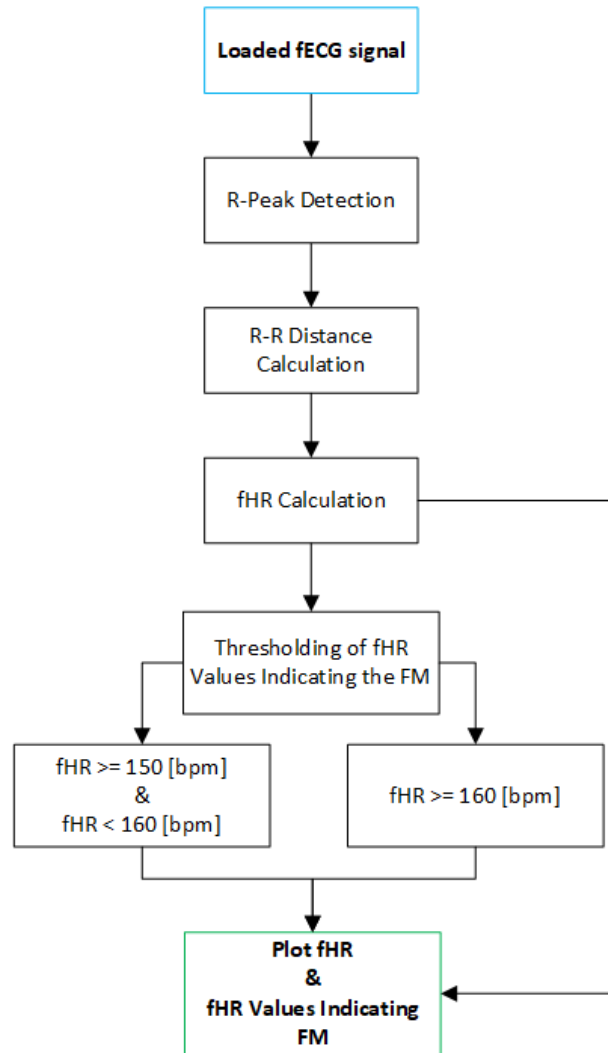 Loaded fECG signal
R-Peak Detection
R-R Distance
Calculation
fHR Calculation
Thresholding of fHR
Values Indicating the FM
fHR >= 150 [bpm]
&
fHR < 160 [bpm]
fHR >= 160 [bpm]
Plot fHR
&
fHR Values Indicating
FM